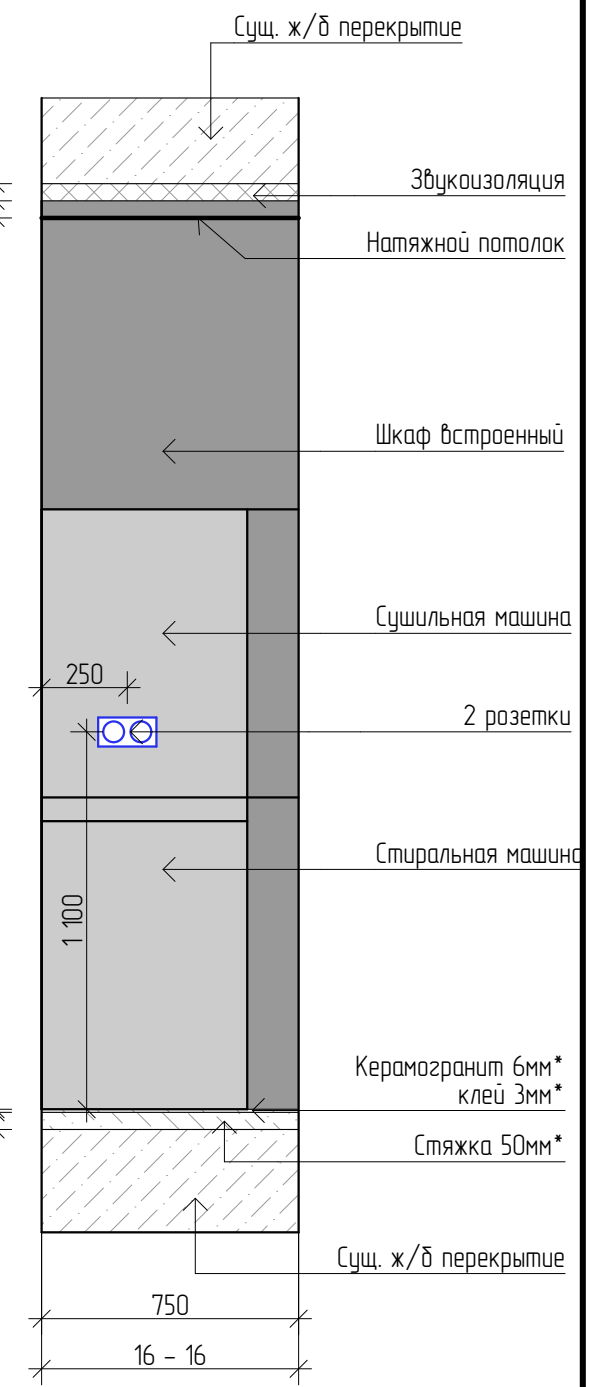 Сущ. ж/б перекрытие
Звукоизоляция
Натяжной потолок
Шкаф встроенный
Сушильная машина
250
2 розетки
Стиральная машина
1 100
Керамогранит 6мм*
клей 3мм*
Стяжка 50мм*
Сущ. ж/б перекрытие
750
16 - 16